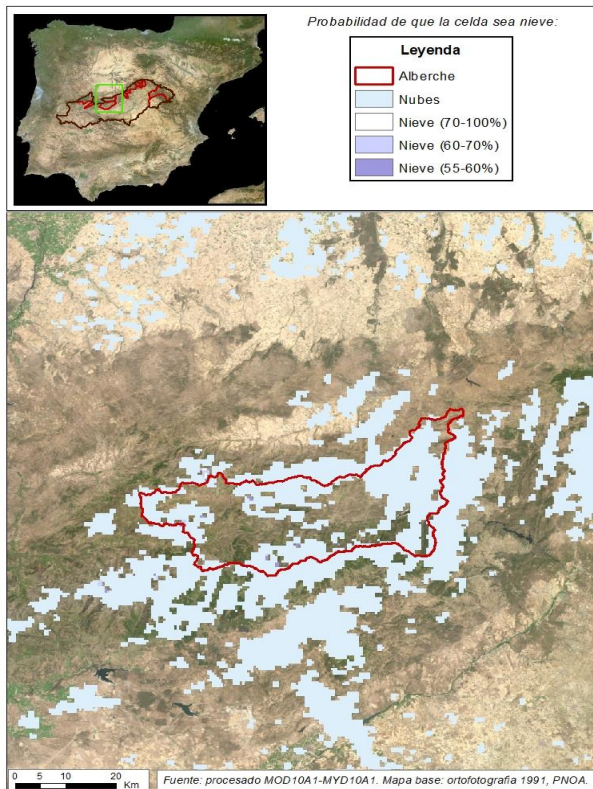 Probabilidad de que la celda sea nieve:
Leyenda
Alberche
Nubes
Nieve (70-100%)
Nieve (60-70%)
Nieve (55-60%)
0 5 10 20
Km
Fuente: procesado MOD10A1-MYD10A1. Mapa base: ortofotografia 1991, PNOA.